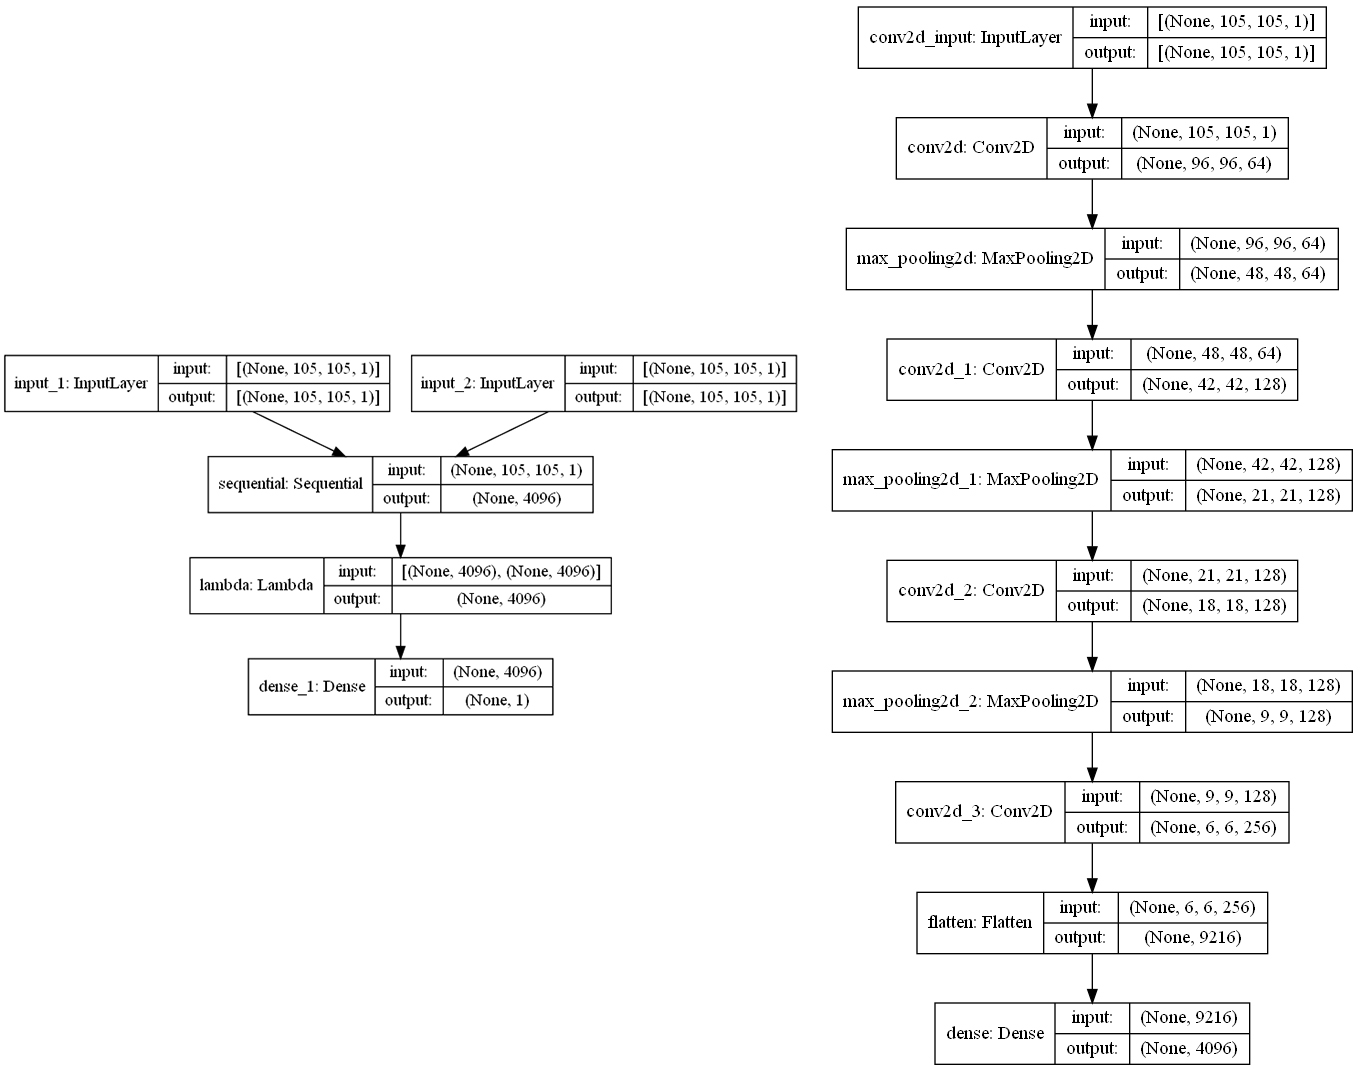 input_1: InputLayer
input:
[(None, 105, 105, 1)]
output:
[(None, 105, 105, 1)]
input_2: InputLayer
input:
[(None, 105, 105, 1)]
output:
[(None, 105, 105, 1)]
sequential: Sequential
input:
(None, 105, 105, 1)
output:
(None, 4096)
lambda: Lambda
input:
[(None, 4096), (None, 4096)]
output:
(None, 4096)
dense_1: Dense
input:
(None, 4096)
output:
(None, 1)
conv2d_input: InputLayer
input:
[(None, 105, 105, 1)]
output:
[(None, 105, 105, 1)]
conv2d: Conv2D
input:
(None, 105, 105, 1)
output:
(None, 96, 96, 64)
max_pooling2d: MaxPooling2D
input:
(None, 96, 96, 64)
output:
(None, 48, 48, 64)
conv2d_1: Conv2D
input:
(None, 48, 48, 64)
output:
(None, 42, 42, 128)
max_pooling2d_1: MaxPooling2D
input:
(None, 42, 42, 128)
output:
(None, 21, 21, 128)
conv2d_2: Conv2D
input:
(None, 21, 21, 128)
output:
(None, 18, 18, 128)
max_pooling2d_2: MaxPooling2D
input:
(None, 18, 18, 128)
output:
(None, 9, 9, 128)
conv2d_3: Conv2D
input:
(None, 9, 9, 128)
output:
(None, 6, 6, 256)
flatten: Flatten
input:
(None, 6, 6, 256)
output:
(None, 9216)
dense: Dense
input:
(None, 9216)
output:
(None, 4096)